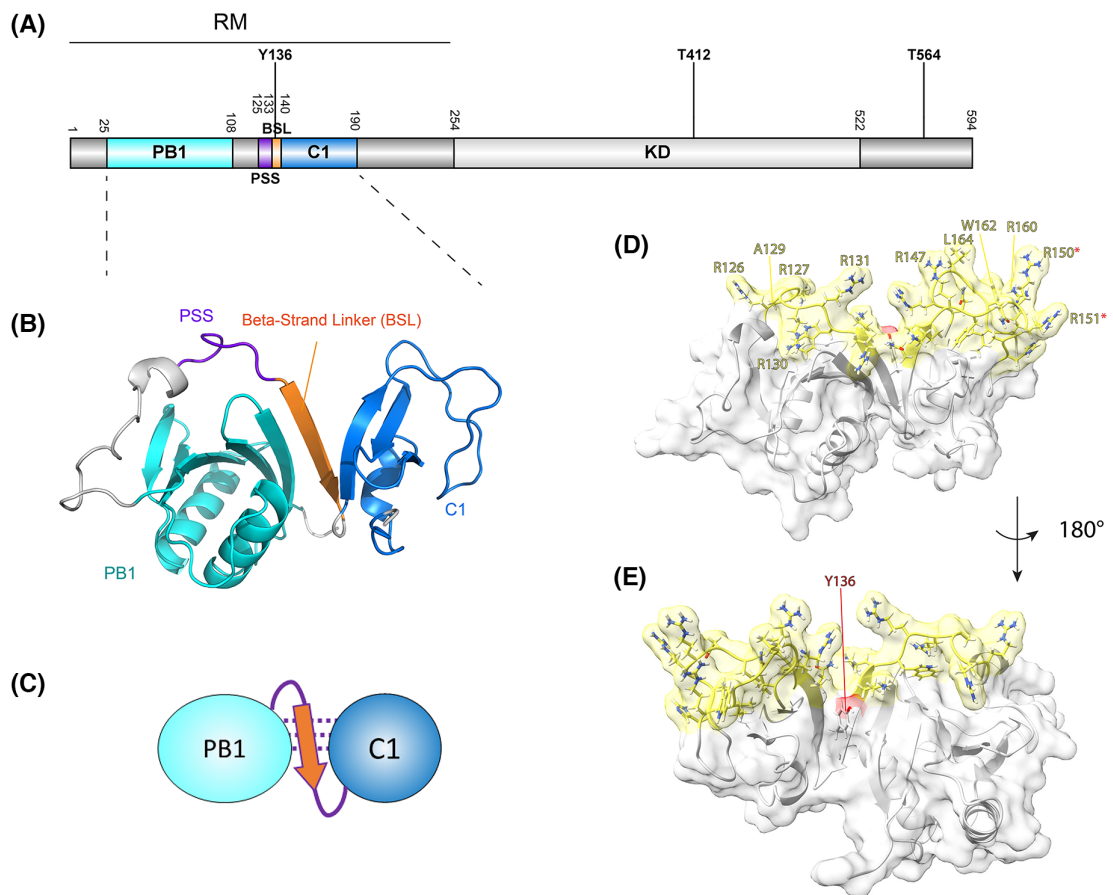 (A)
RM
Y136
T412
T564
1
25
108
125
133
140
190
254
522
594
BSL
PB1
C1
KD
PSS
(B)
PSS
Beta-Strand Linker (BSL)
C1
PB1
(C)
PB1
C1
(D)
W162
R160
L164
A129
R126
R127
R131
R147
R150*
R151*
R130
180°
(E)
Y136